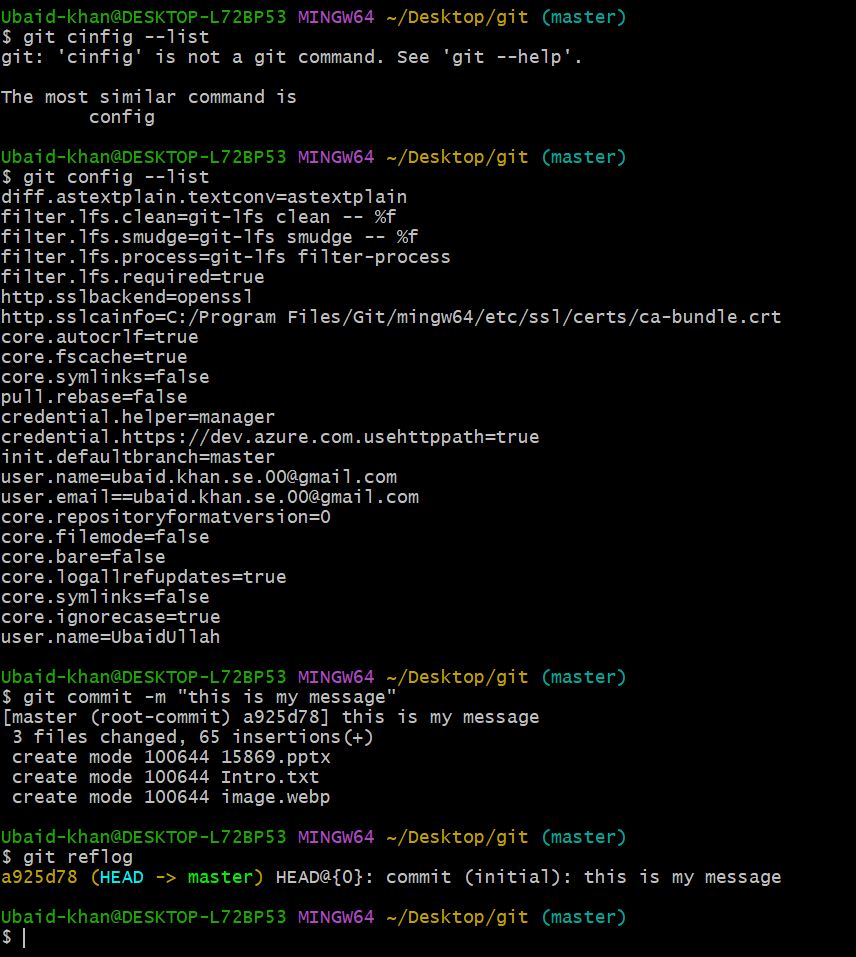 Ubaid-khan@DESKTOP-L72BP53 MINGW64 ~/Desktop/git (master)
$ git cinfig --list
git: 'cinfig' is not a git command. See 'git --help'.
The most similar command is
        config
Ubaid-khan@DESKTOP-L72BP53 MINGW64 ~/Desktop/git (master)
$ git config --list
diff.astextplain.textconv=astextplain
filter.lfs.clean=git-lfs clean -- %f
filter.lfs.smudge=git-lfs smudge -- %f
filter.lfs.process=git-lfs filter-process
filter.lfs.required=true
http.sslbackend=openssl
http.sslcainfo=C:/Program Files/Git/mingw64/etc/ssl/certs/ca-bundle.crt
core.autocrlf=true
core.fscache=true
core.symlinks=false
pull.rebase=false
credential.helper=manager
credential.https://dev.azure.com.usehttppath=true
init.defaultbranch=master
user.name=ubaid.khan.se.00@gmail.com
user.email==ubaid.khan.se.00@gmail.com
core.repositoryformatversion=0
core.filemode=false
core.bare=false
core.logallrefupdates=true
core.symlinks=false
core.ignorecase=true
user.name=UbaidUllah
Ubaid-khan@DESKTOP-L72BP53 MINGW64 ~/Desktop/git (master)
$ git commit -m "this is my message"
[master (root-commit) a925d78] this is my message
 3 files changed, 65 insertions(+)
 create mode 100644 15869.pptx
 create mode 100644 Intro.txt
 create mode 100644 image.webp
Ubaid-khan@DESKTOP-L72BP53 MINGW64 ~/Desktop/git (master)
$ git reflog
a925d78 (HEAD -> master) HEAD@{0}: commit (initial): this is my message
Ubaid-khan@DESKTOP-L72BP53 MINGW64 ~/Desktop/git (master)
$